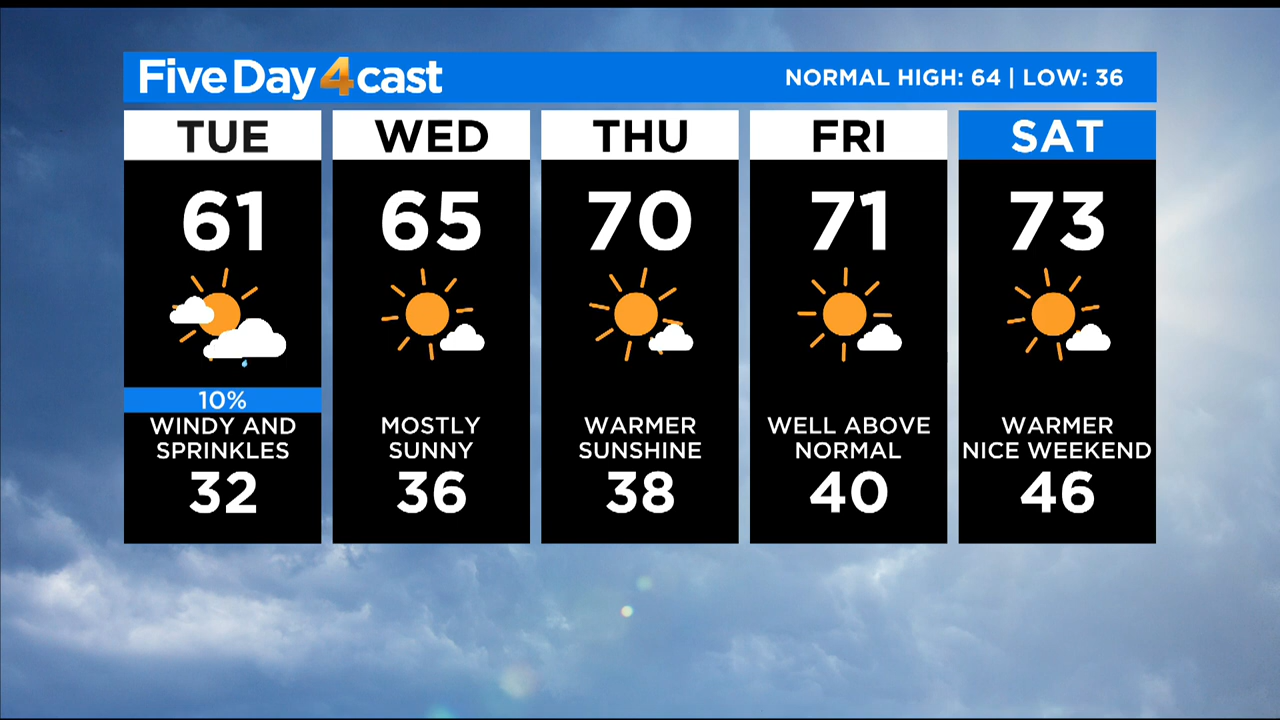 Five Day 4cast
NORMAL HIGH: 64 | LOW: 36
TUE
61
10%
WINDY AND
SPRINKLES
32
WED
65
MOSTLY
SUNNY
36
THU
70
WARMER
SUNSHINE
38
FRI
71
WELL ABOVE
NORMAL
40
SAT
73
WARMER
NICE WEEKEND
46